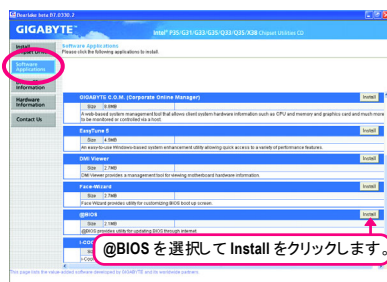 Bearlake beta B7.0330.2
GIGABYTE™
Intel® P35/G31/G33/G35/Q33/Q35/X38 Chipset Utilities CD
Install
Chipset Drivers
Software Applications
Please click the following applications to install.
Software
Applications
Information
Hardware
Information
Contact Us
GIGABYTE C.O.M. (Corporate Online Manager)
Install
Size
A web-based system management tool that allows client system hardware information such as CPU and memory and graphics card and much more
to be monitored or controlled via a host.
EasyTune 5
Install
Size
An easy-to-use Windows-based system enhancement utility allowing quick access to a variety of performance features.
DMI Viewer
Install
Size 2.7MB
DMI Viewer provides a management tool for viewing motherboard hardware information.
Face-Wizard
Install
Size 2.7MB
Face Wizard provides utility for customizing BIOS boot up screen.
@BIOS
Install
Size 2.1MB
@BIOS provides utility for updating BIOS through internet.
@BIOS を選択して Install をクリックします。
This page lists the value-added software developed by GIGABYTE and its worldwide partners.